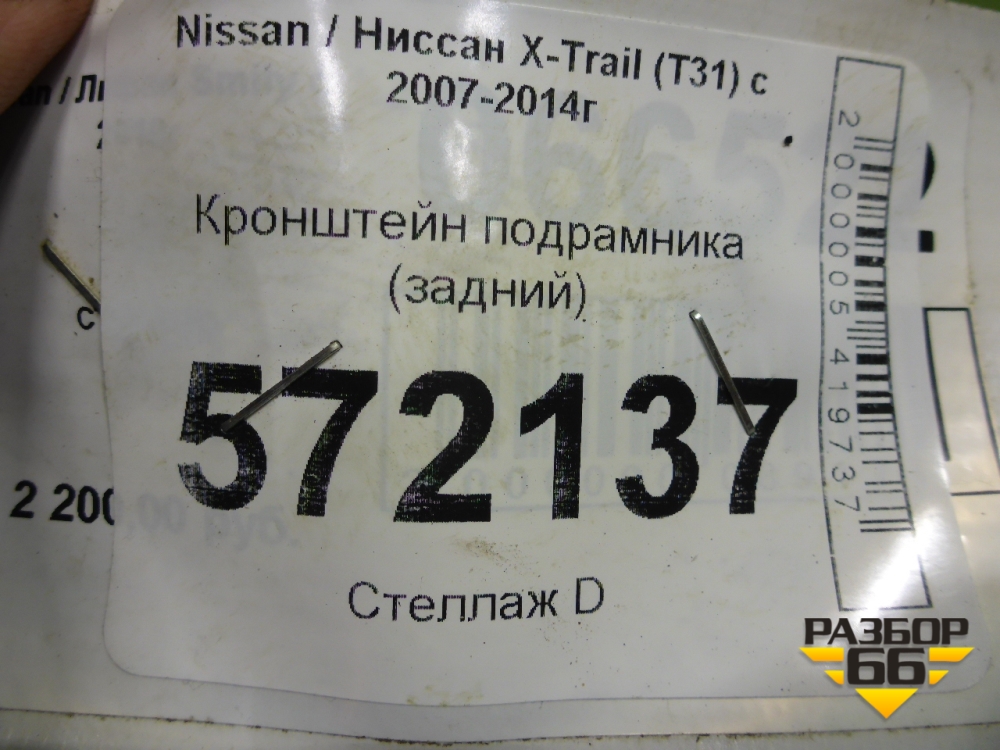 Nissan / Ниссан X-Trail (T31) с
2007-2014г
Кронштейн подрамника
(задний)
572137
Стеллаж D
2000005419737
2 200
РАЗБОР
66